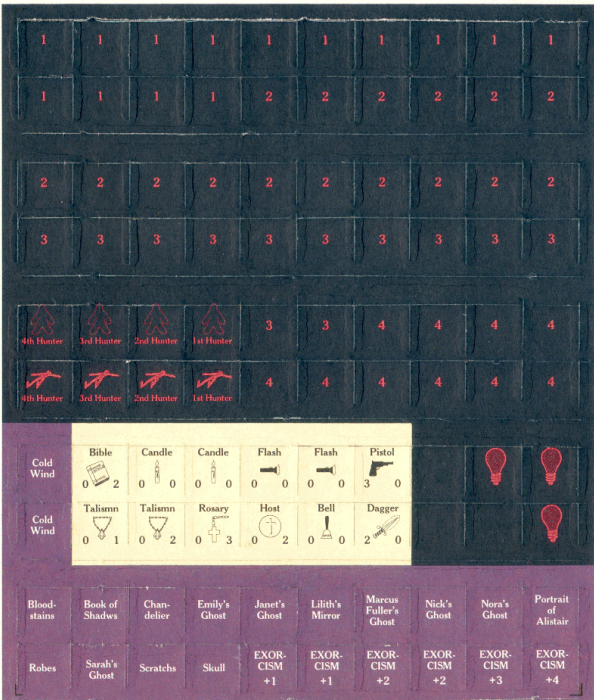 1 1 1 1 1 1 1 1 1 1
1 1 1 1 2 2 2 2 2 2
2 2 2 2 2 2 2 2 2 2
3 3 3 3 3 3 3 3 3 3
3 3 4 4 4 4
4th Hunter 3rd Hunter 2nd Hunter 1st Hunter
4 4 4 4 4 4
4th Hunter 3rd Hunter 2nd Hunter 1st Hunter
Cold
Wind
Bible Candle Candle Flash Flash Pistol
0 2 0 0 0 0 0 0 0 0 3 0
Cold
Wind
Talismn Talismn Rosary Host Bell Dagger
0 1 0 2 0 3 0 2 0 0 2 0
Blood-
stains
Book of
Shadws
Chan-
delier
Emily's
Ghost
Janet's
Ghost
Lilith's
Mirror
Marcus
Fuller's
Ghost
Nick's
Ghost
Nora's
Ghost
Portrait
of
Alistair
Robes
Sarah's
Ghost
Scratchs
Skull
EXOR-
CISM
+1
EXOR-
CISM
+1
EXOR-
CISM
+2
EXOR-
CISM
+2
EXOR-
CISM
+3
EXOR-
CISM
+4